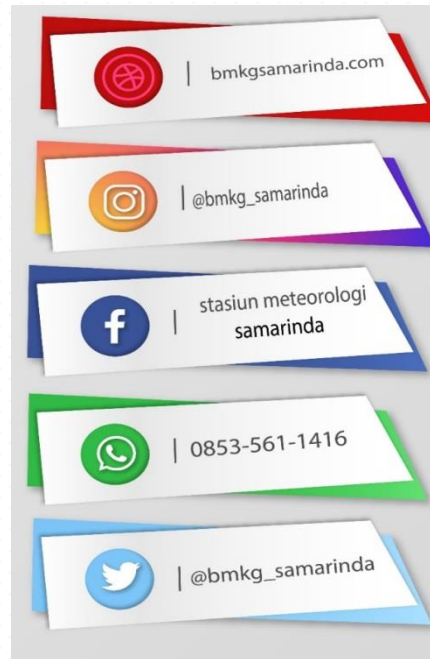 | bmkgsamarinda.com
| @bmkg_samarinda
| stasiun meteorologi
samarinda
| 0853-561-1416
| @bmkg_samarinda